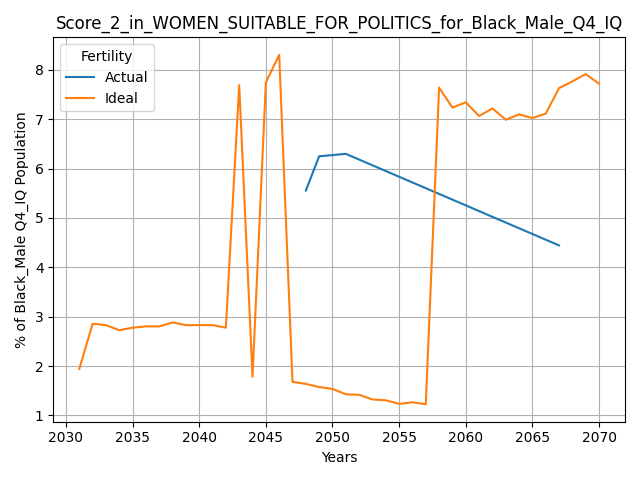 Score_2_in_WOMEN_SUITABLE_FOR_POLITICS_for_Black_Male_Q4_IQ
Fertility
Actual
Ideal
% of Black_Male Q4_IQ Population
8
7
6
5
4
3
2
1
2030 2035 2040 2045 2050 2055 2060 2065 2070
Years